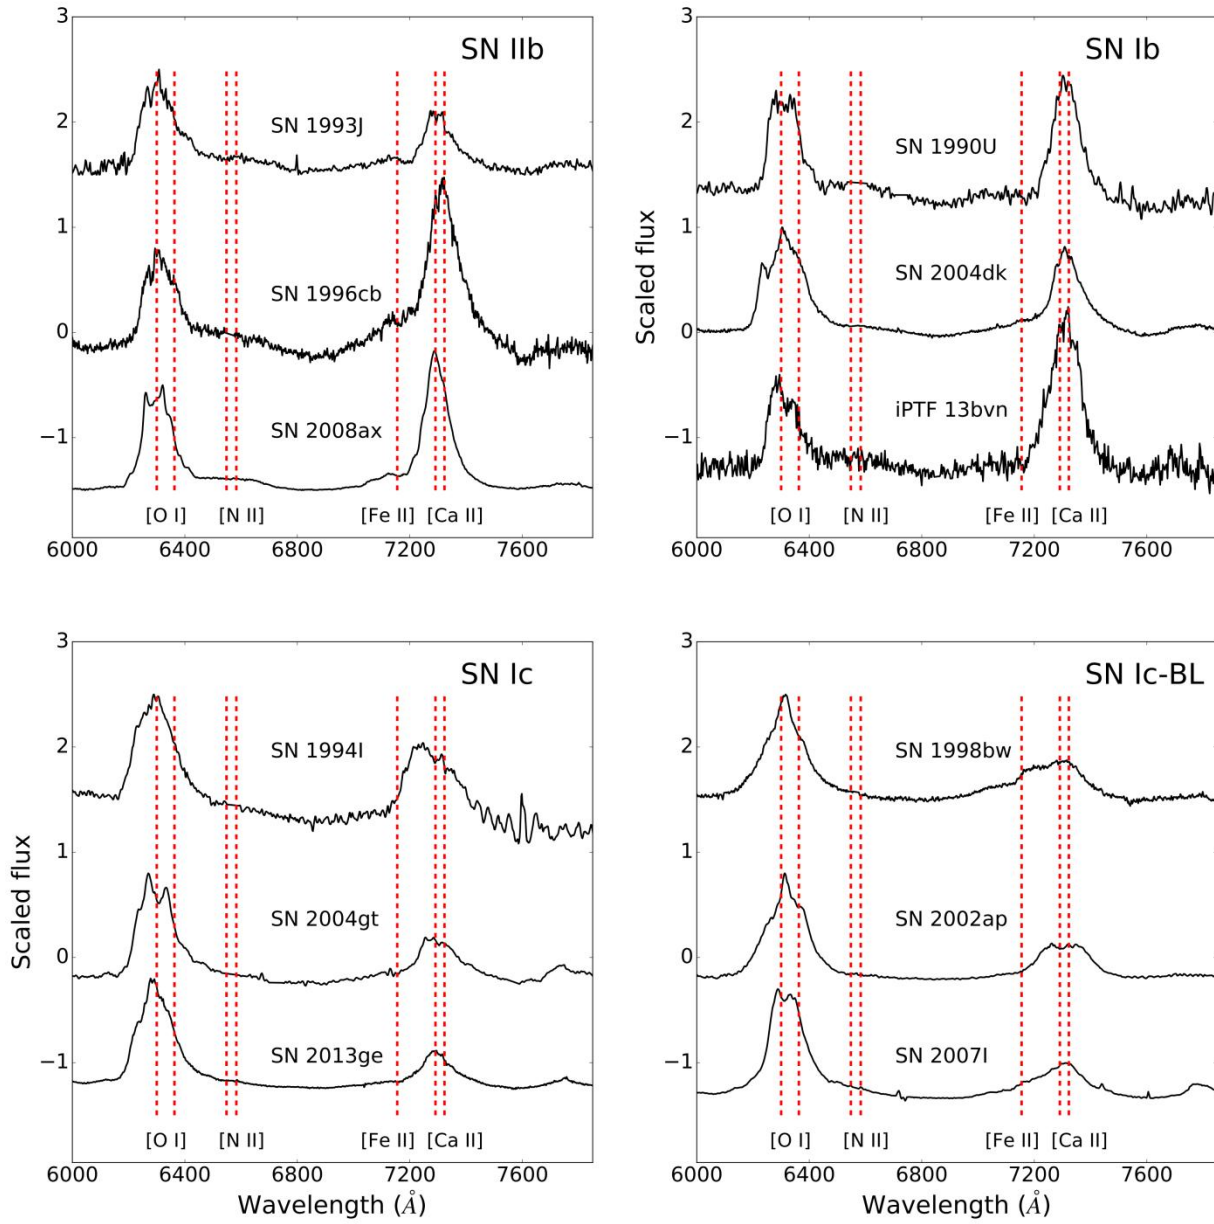 3
SN IIb
2
SN 1993J
1
SN 1996cb
0
SN 2008ax
−1
[O I] [N II] [Fe II] [Ca II]
6000 6400 6800 7200 7600
3
SN Ib
2
SN 1990U
1
SN 2004dk
0
iPTF 13bvn
−1
Scaled flux
[O I] [N II] [Fe II] [Ca II]
6000 6400 6800 7200 7600
3
SN Ic
2
SN 1994I
1
SN 2004gt
0
SN 2013ge
−1
Scaled flux
[O I] [N II] [Fe II] [Ca II]
6000 6400 6800 7200 7600
Wavelength (Å)
3
SN Ic-BL
2
SN 1998bw
1
SN 2002ap
0
SN 2007I
−1
[O I] [N II] [Fe II] [Ca II]
6000 6400 6800 7200 7600
Wavelength (Å)